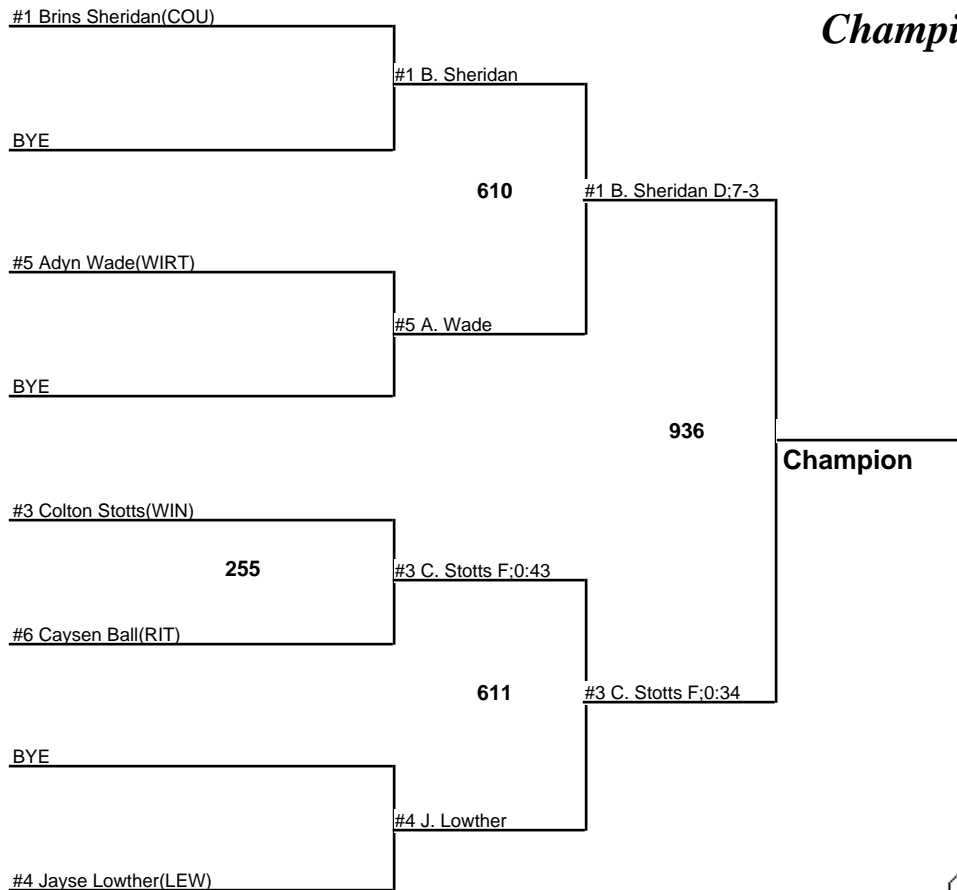 #1 Brins Sheridan(COU)
Champi
#1 B. Sheridan
BYE
610
#1 B. Sheridan D;7-3
#5 Adyn Wade(WIRT)
#5 A. Wade
BYE
936
Champion
#3 Colton Stotts(WIN)
255
#3 C. Stotts F;0:43
#6 Caysen Ball(RIT)
611
#3 C. Stotts F;0:34
BYE
#4 J. Lowther
#4 Jayse Lowther(LEW)